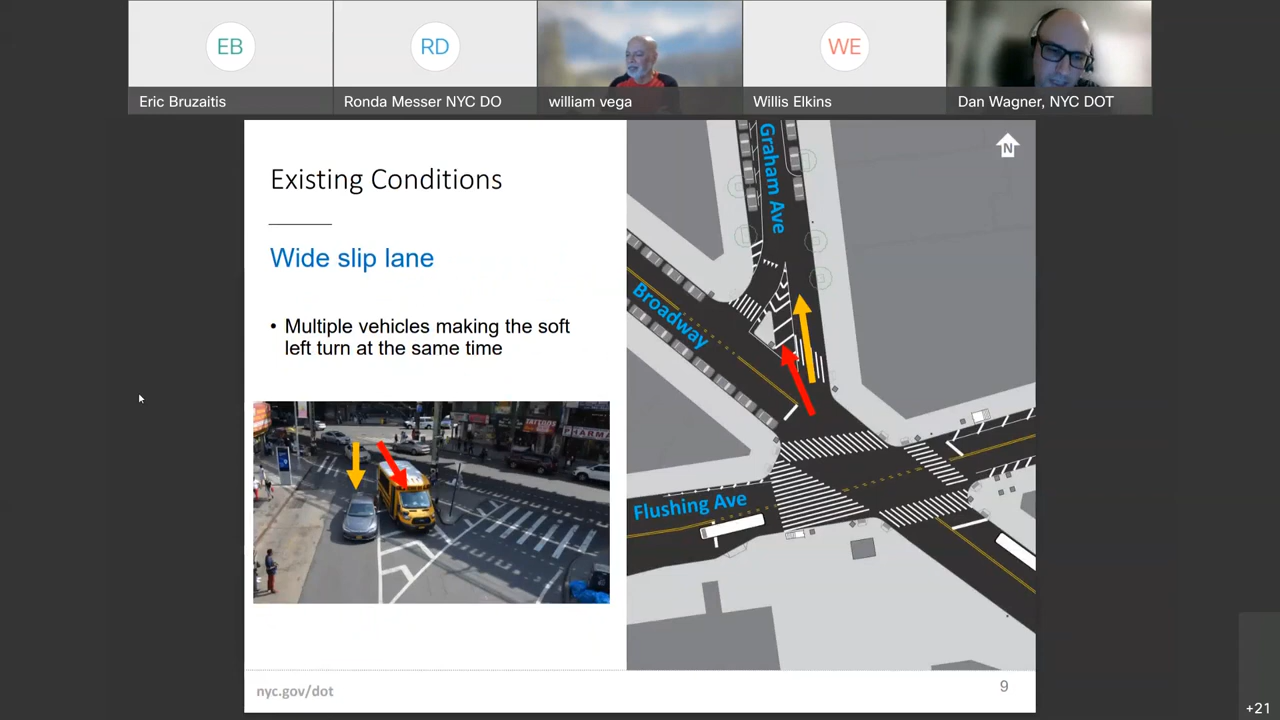 EB
RD
WE
Eric Bruzaitis
Ronda Messer NYC DO
william vega
Willis Elkins
Dan Wagner, NYC DOT
Existing Conditions
Wide slip lane
• Multiple vehicles making the soft
left turn at the same time
TATTOOS
PHARMA
nyc.gov/dot
Graham Ave
N
Broadway
Flushing Ave
9
+21